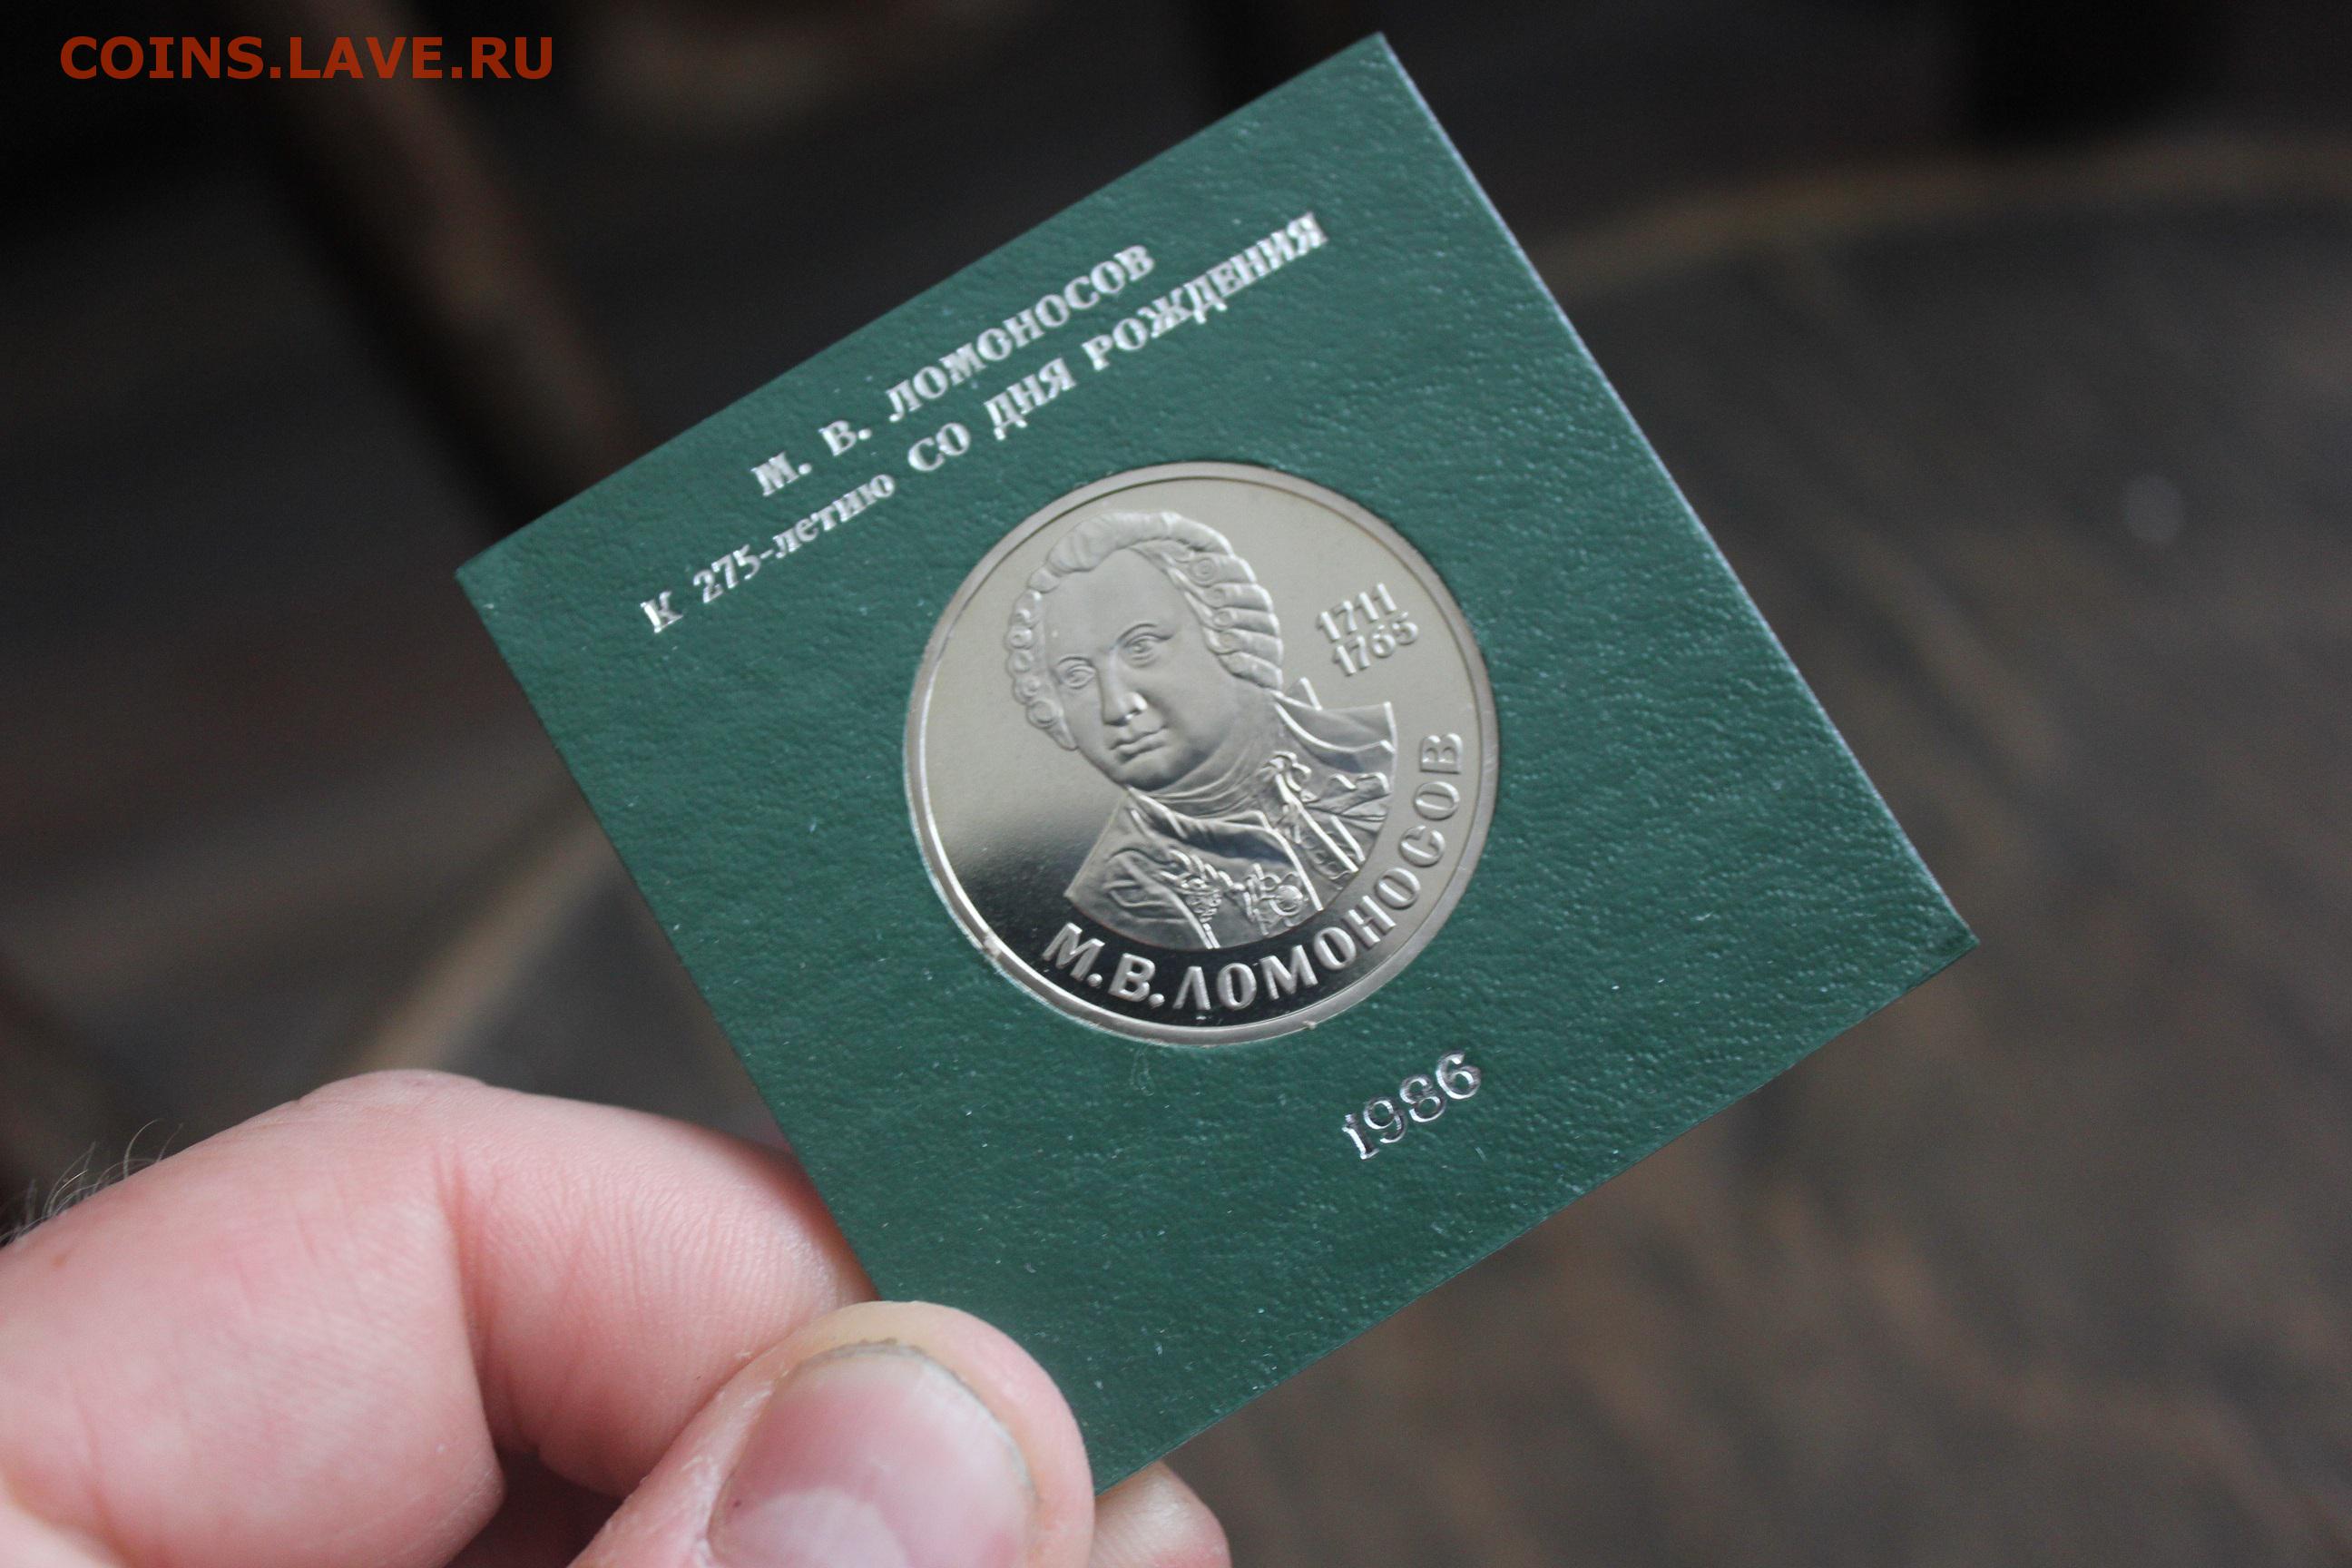 COINS.LAVE.RU
М. В. ЛОМОНОСОВ
К 275-летию СО ДНЯ РОЖДЕНИЯ
1711
1765
М.В.ЛОМОНОСОВ
1986